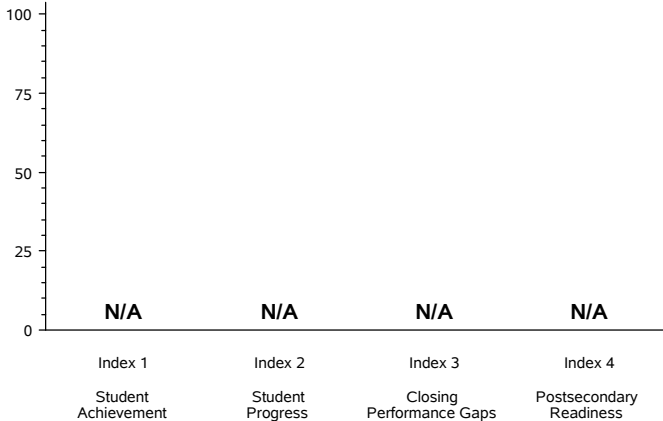 100
75
50
25
0
N/A N/A N/A N/A
Index 1 Index 2 Index 3 Index 4
Student Student Closing Postsecondary
Achievement Progress Performance Gaps Readiness